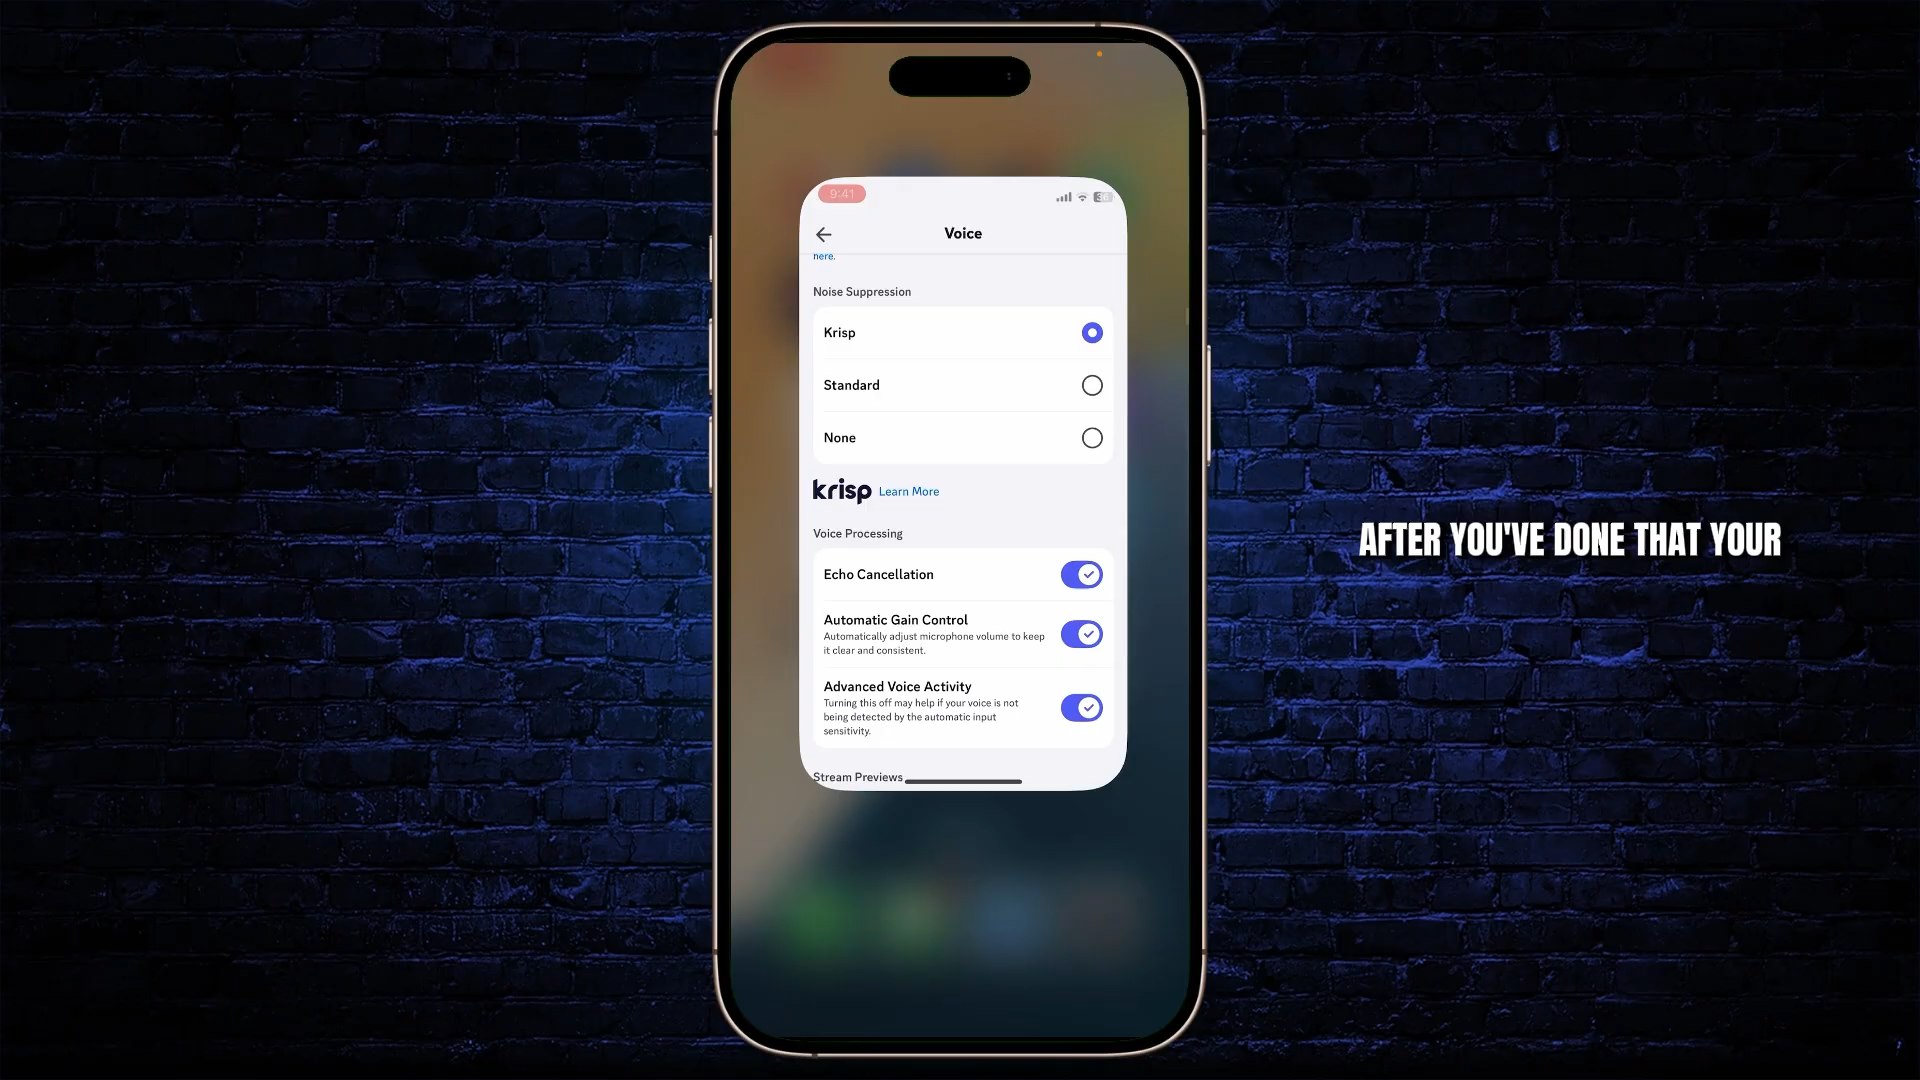 9:41
Voice
here.
Noise Suppression
Krisp
Standard
None
krisp Learn More
Voice Processing
Echo Cancellation
Automatic Gain Control
Automatically adjust microphone volume to keep
it clear and consistent.
Advanced Voice Activity
Turning this off may help if your voice is not
being detected by the automatic input
sensitivity.
Stream Previews
AFTER YOU'VE DONE THAT YOUR